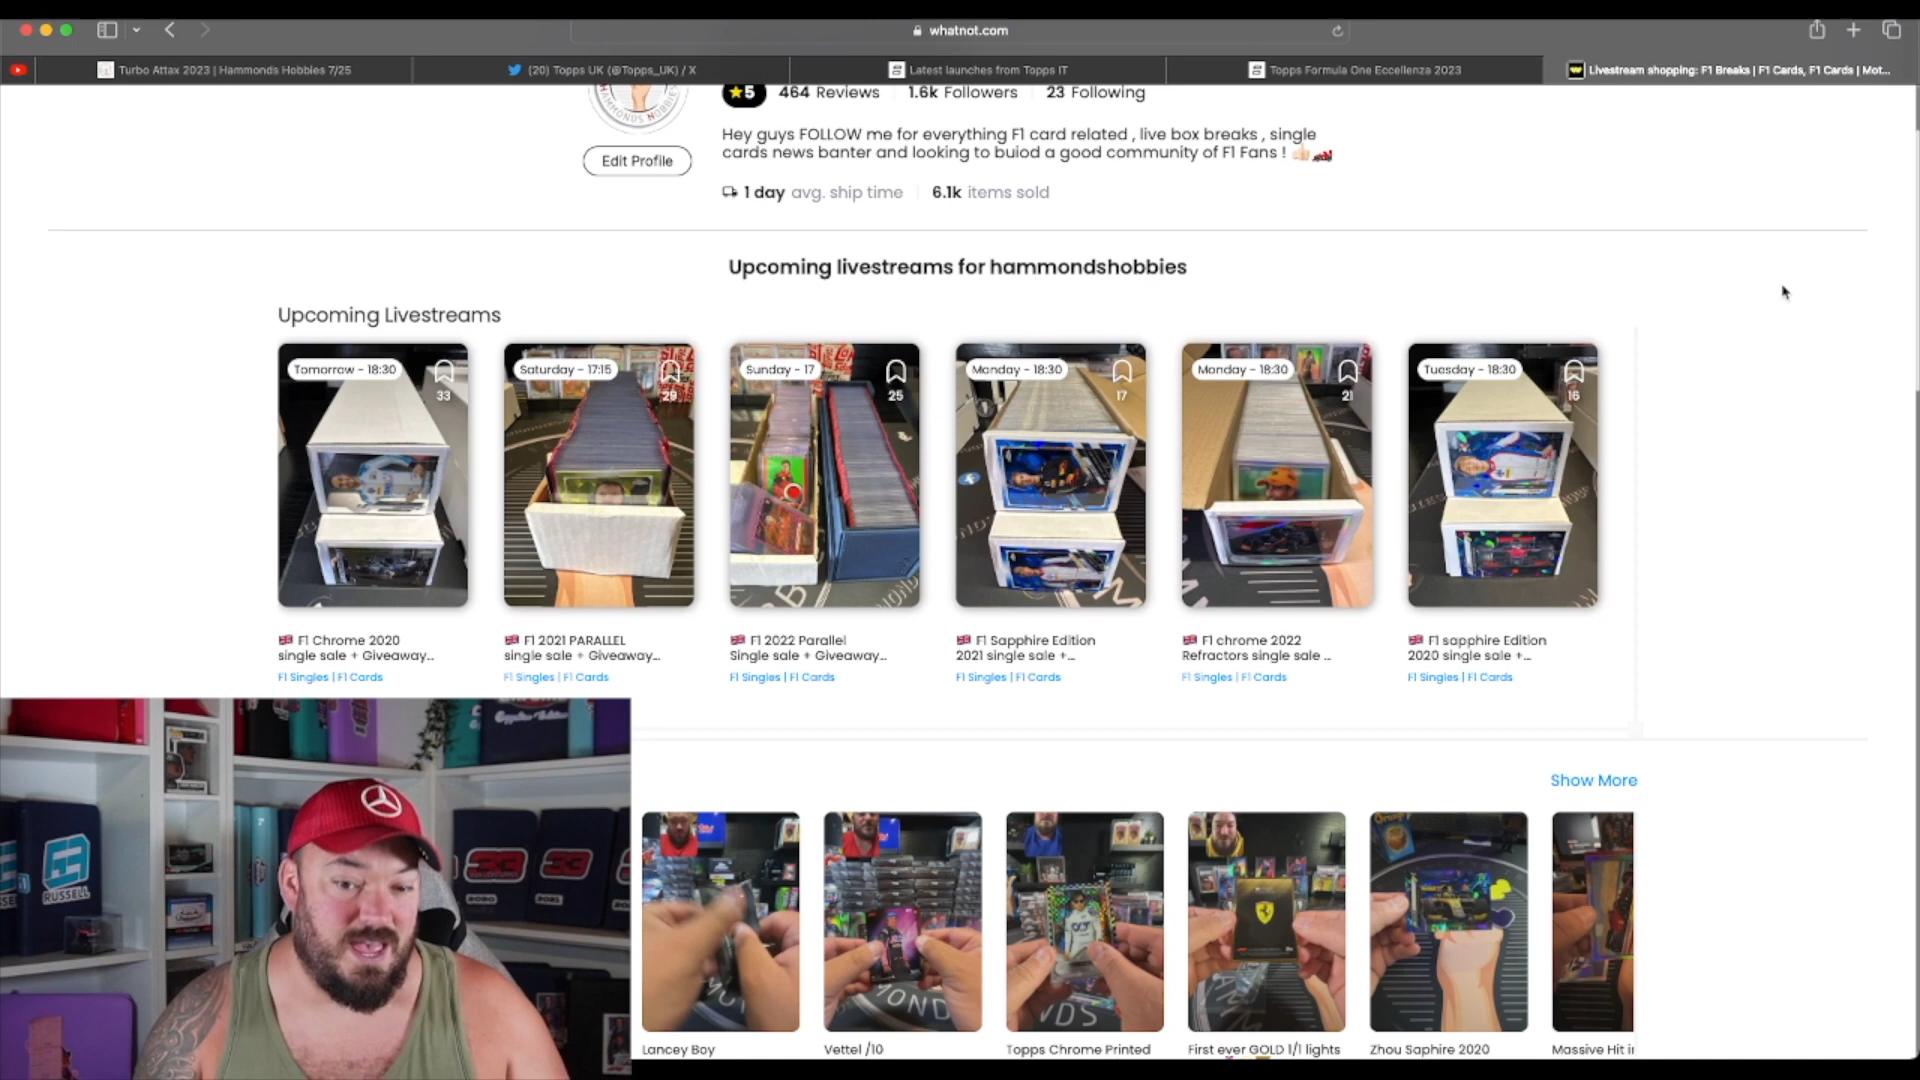 whatnot.com
Turbo Attax 2023 | Hammonds Hobbies 7/25
(20) Topps UK (@Topps_UK) / X
Latest launches from Topps IT
Topps Formula One Eccellenza 2023
Livestream shopping: F1 Breaks | F1 Cards, F1 Cards | Mot...
HAMMONDS HOBBIES
★5 464 Reviews 1.6k Followers 23 Following
Hey guys FOLLOW me for everything F1 card related , live box breaks , single
cards news banter and looking to buiod a good community of F1 Fans ! 👍🏻🏎️
Edit Profile
1 day avg. ship time 6.1k items sold
Upcoming livestreams for hammondshobbies
Upcoming Livestreams
Tomorrow - 18:30
33
Saturday - 17:15
29
Sunday - 17
25
Monday - 18:30
17
Monday - 18:30
21
Tuesday - 18:30
16
🇬🇧 F1 Chrome 2020
single sale + Giveaway...
F1 Singles | F1 Cards
🇬🇧 F1 2021 PARALLEL
single sale + Giveaway...
F1 Singles | F1 Cards
🇬🇧 F1 2022 Parallel
Single sale + Giveaway...
F1 Singles | F1 Cards
🇬🇧 F1 Sapphire Edition
2021 single sale +...
F1 Singles | F1 Cards
🇬🇧 F1 chrome 2022
Refractors single sale ...
F1 Singles | F1 Cards
🇬🇧 F1 sapphire Edition
2020 single sale +...
F1 Singles | F1 Cards
Show More
63
RUSSELL
33
33
Lancey Boy
Vettel /10
Topps Chrome Printed
First ever GOLD 1/1 lights
Zhou Saphire 2020
Massive Hit i